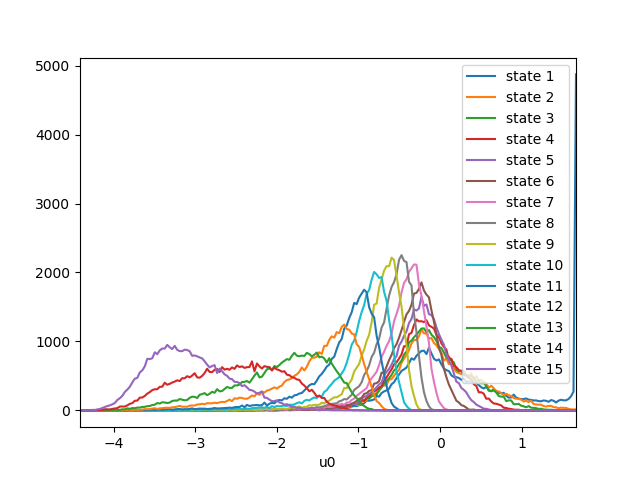 5000
4000
3000
2000
1000
0
−4
−3
−2
−1
0
1
u0
state 1
state 2
state 3
state 4
state 5
state 6
state 7
state 8
state 9
state 10
state 11
state 12
state 13
state 14
state 15